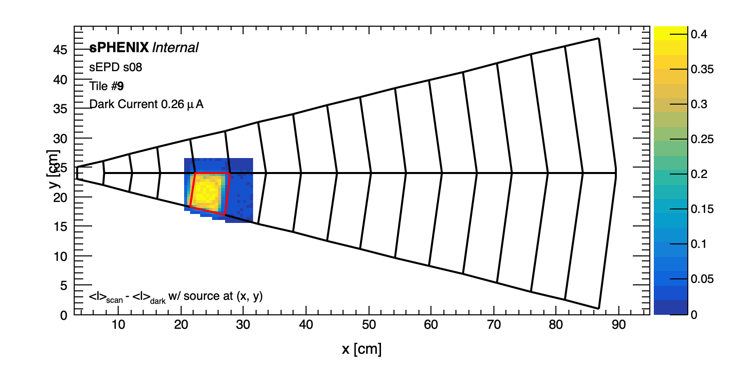 sPHENIX Internal
sEPD s08
Tile #9
Dark Current 0.26 μA
<I>scan - <I>dark w/ source at (x, y)
y [cm]
45
40
35
30
25
20
15
10
5
0
10 20 30 40 50 60 70 80 90
x [cm]
0.4
0.35
0.3
0.25
0.2
0.15
0.1
0.05
0